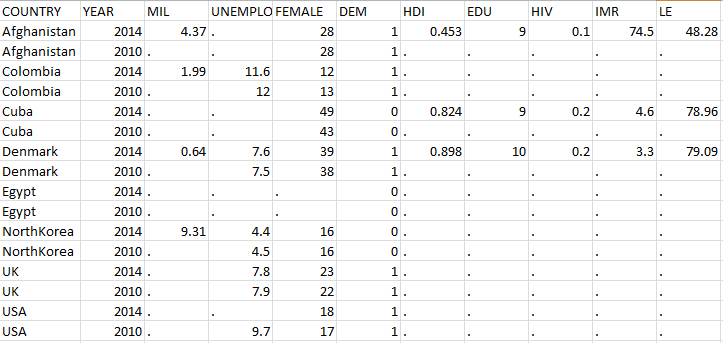 COUNTRY YEAR MIL UNEMPLO FEMALE DEM HDI EDU HIV IMR LE
Afghanistan 2014 4.37 . 28 1 0.453 9 0.1 74.5 48.28
Afghanistan 2010 . . 28 1 . . . . .
Colombia 2014 1.99 11.6 12 1 . . . . .
Colombia 2010 . 12 13 1 . . . . .
Cuba 2014 . . 49 0 0.824 9 0.2 4.6 78.96
Cuba 2010 . . 43 0 . . . . .
Denmark 2014 0.64 7.6 39 1 0.898 10 0.2 3.3 79.09
Denmark 2010 . 7.5 38 1 . . . . .
Egypt 2014 . . . 0 . . . . .
Egypt 2010 . . . 0 . . . . .
NorthKorea 2014 9.31 4.4 16 0 . . . . .
NorthKorea 2010 . 4.5 16 0 . . . . .
UK 2014 . 7.8 23 1 . . . . .
UK 2010 . 7.9 22 1 . . . . .
USA 2014 . . 18 1 . . . . .
USA 2010 . 9.7 17 1 . . . . .